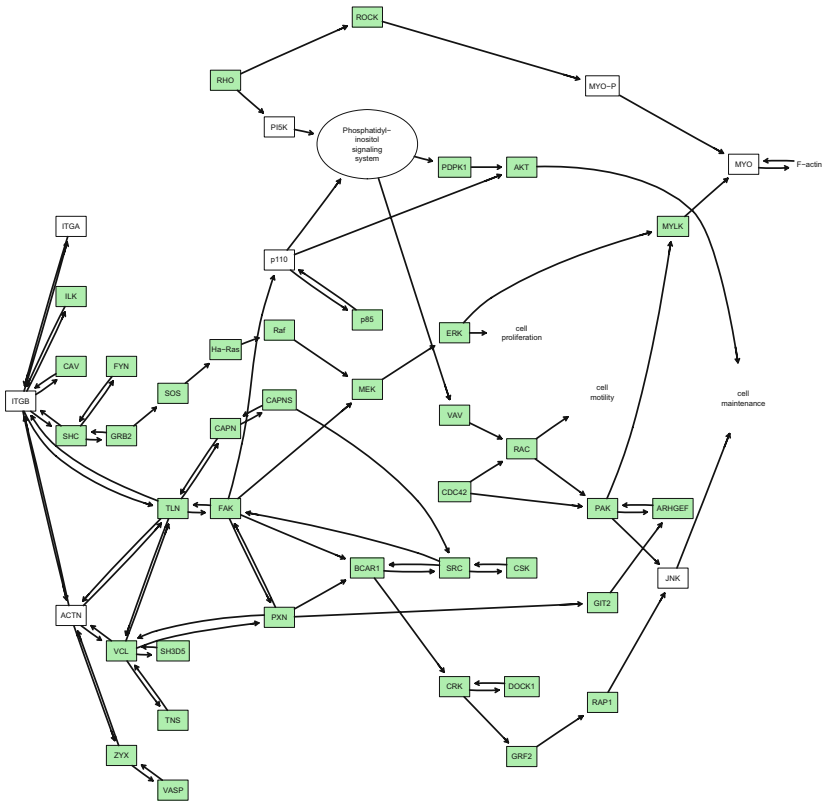 ROCK
RHO
MYO-P
PI5K
Phosphatidyl-
inositol
signaling
system
PDPK1
AKT
MYO
F-actin
ITGA
MYLK
p110
ILK
p85
Raf
ERK
cell
proliferation
Ha-Ras
CAV
FYN
SOS
MEK
cell
motility
cell
maintenance
ITGB
CAPNS
SHC
GRB2
CAPN
VAV
RAC
CDC42
TLN
FAK
PAK
ARHGEF
BCAR1
SRC
CSK
JNK
ACTN
PXN
GIT2
VCL
SH3D5
CRK
DOCK1
RAP1
TNS
ZYX
GRF2
VASP